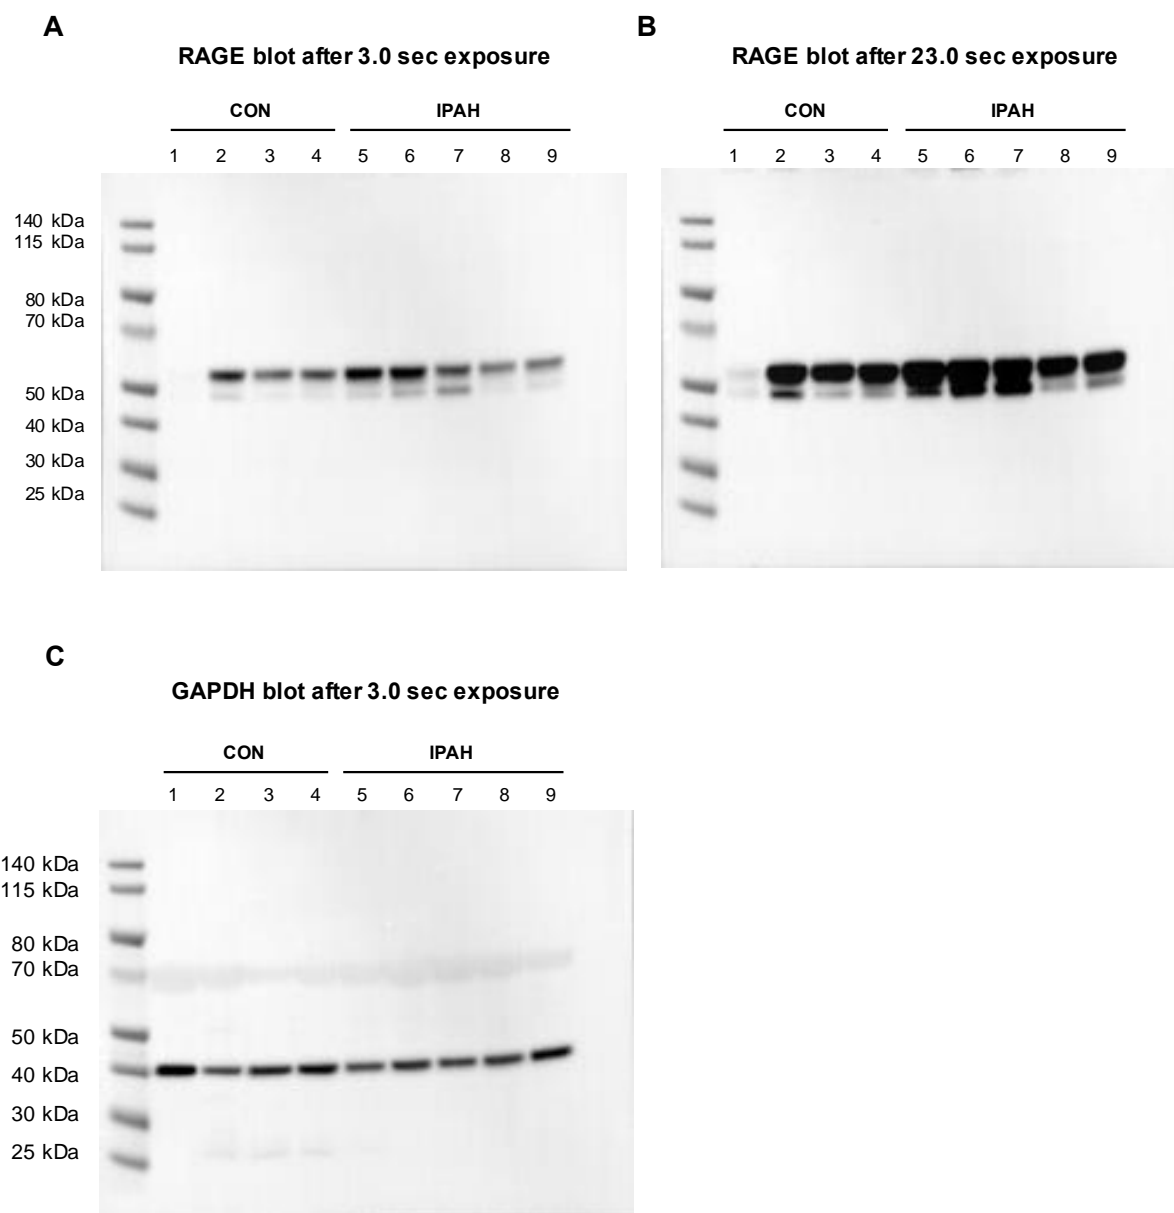 A
RAGE blot after 3.0 sec exposure
CON IPAH
1 2 3 4 5 6 7 8 9
140 kDa
115 kDa
80 kDa
70 kDa
50 kDa
40 kDa
30 kDa
25 kDa
B
RAGE blot after 23.0 sec exposure
CON IPAH
1 2 3 4 5 6 7 8 9
C
GAPDH blot after 3.0 sec exposure
CON IPAH
1 2 3 4 5 6 7 8 9
140 kDa
115 kDa
80 kDa
70 kDa
50 kDa
40 kDa
30 kDa
25 kDa